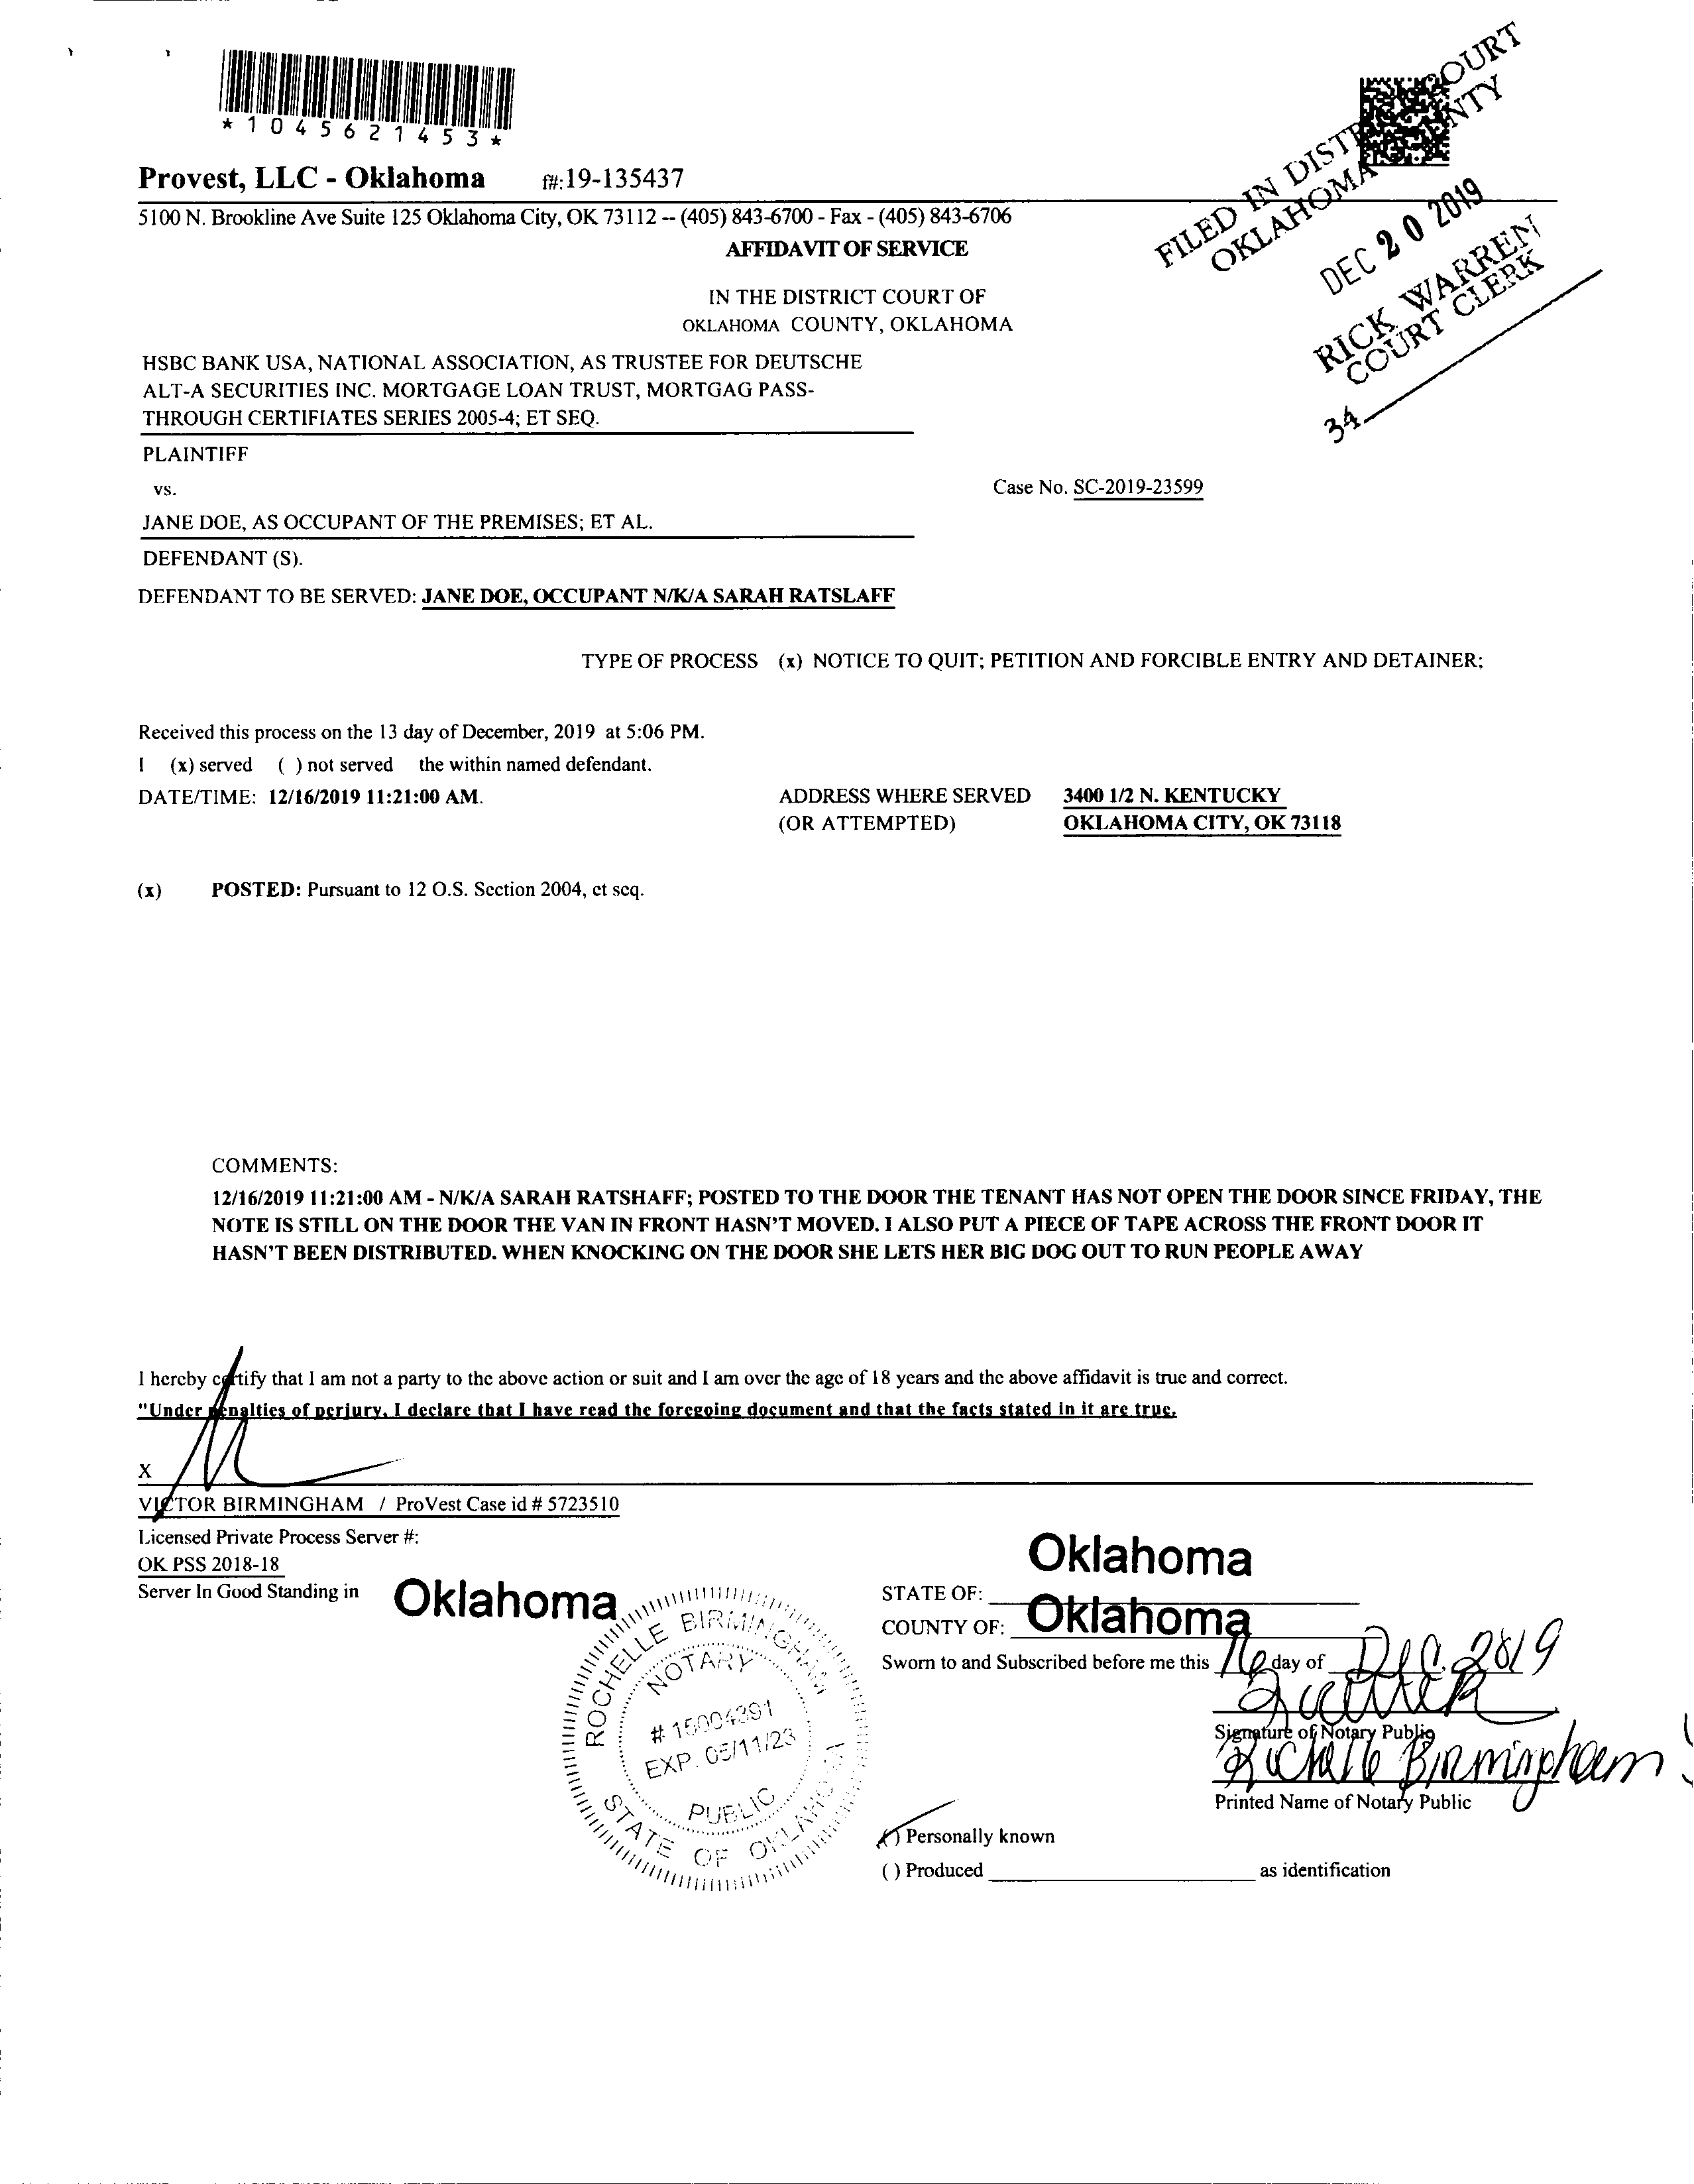 *1045621453*
FILED IN DISTR COURT
OKLAHOMA COUNTY
DEC 20 2019
RICK WARREN
COURT CLERK
34
Provest, LLC - Oklahoma f#:19-135437
5100 N. Brookline Ave Suite 125 Oklahoma City, OK 73112 -- (405) 843-6700 - Fax - (405) 843-6706
AFFIDAVIT OF SERVICE
IN THE DISTRICT COURT OF
OKLAHOMA COUNTY, OKLAHOMA
HSBC BANK USA, NATIONAL ASSOCIATION, AS TRUSTEE FOR DEUTSCHE
ALT-A SECURITIES INC. MORTGAGE LOAN TRUST, MORTGAG PASS-
THROUGH CERTIFIATES SERIES 2005-4; ET SEQ.
PLAINTIFF
vs.
Case No. SC-2019-23599
JANE DOE, AS OCCUPANT OF THE PREMISES; ET AL.
DEFENDANT (S).
DEFENDANT TO BE SERVED: JANE DOE, OCCUPANT N/K/A SARAH RATSLAFF
TYPE OF PROCESS (x) NOTICE TO QUIT; PETITION AND FORCIBLE ENTRY AND DETAINER;
Received this process on the 13 day of December, 2019 at 5:06 PM.
I (x) served ( ) not served the within named defendant.
DATE/TIME: 12/16/2019 11:21:00 AM. ADDRESS WHERE SERVED 3400 1/2 N. KENTUCKY
(OR ATTEMPTED) OKLAHOMA CITY, OK 73118
(x) POSTED: Pursuant to 12 O.S. Section 2004, et seq.
COMMENTS:
12/16/2019 11:21:00 AM - N/K/A SARAH RATSHAFF; POSTED TO THE DOOR THE TENANT HAS NOT OPEN THE DOOR SINCE FRIDAY, THE
NOTE IS STILL ON THE DOOR THE VAN IN FRONT HASN'T MOVED. I ALSO PUT A PIECE OF TAPE ACROSS THE FRONT DOOR IT
HASN'T BEEN DISTRIBUTED. WHEN KNOCKING ON THE DOOR SHE LETS HER BIG DOG OUT TO RUN PEOPLE AWAY
I hereby certify that I am not a party to the above action or suit and I am over the age of 18 years and the above affidavit is true and correct.
"Under penalties of perjury, I declare that I have read the foregoing document and that the facts stated in it are true.
X
VICTOR BIRMINGHAM / ProVest Case id # 5723510
Licensed Private Process Server #:
OK PSS 2018-18
Server In Good Standing in Oklahoma
ROCHELLE BIRMINGHAM
NOTARY
# 15004391
EXP. 05/11/23
PUBLIC
STATE OF OKLAHOMA
STATE OF: Oklahoma
COUNTY OF: Oklahoma
Sworn to and Subscribed before me this 16 day of Dec, 2019
Signature of Notary Public
Rochelle Birmingham
Printed Name of Notary Public
() Personally known
( ) Produced as identification